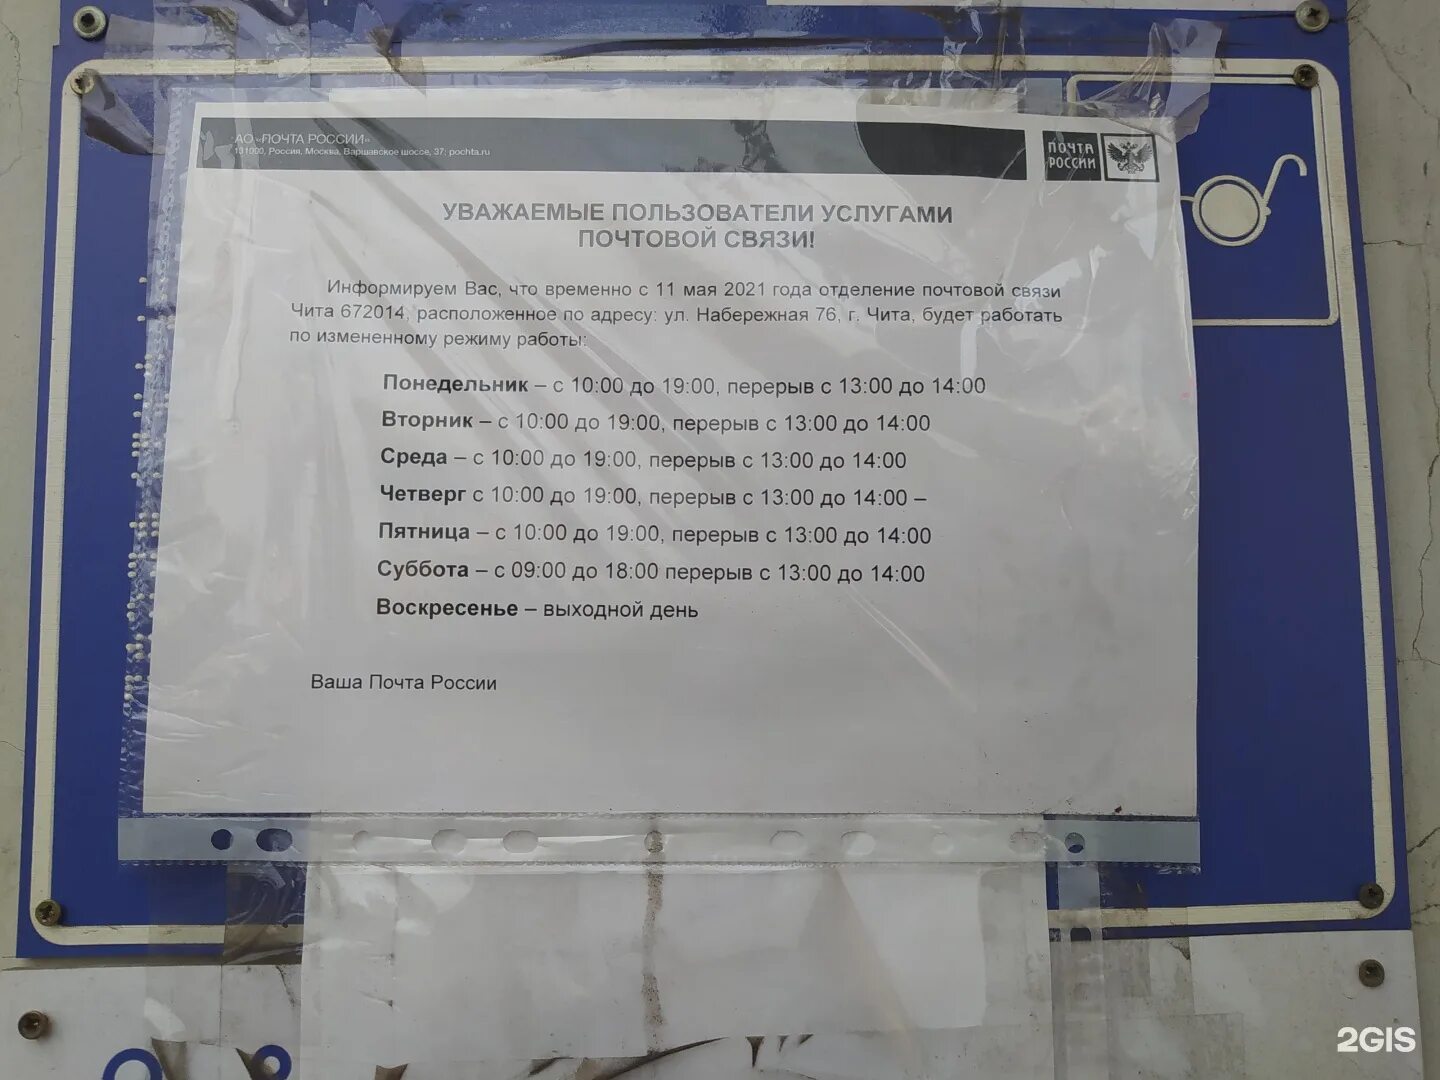 АО «ПОЧТА РОССИИ»
131000, Россия, Москва, Варшавское шоссе, 37; pochta.ru
ПОЧТА
РОССИИ
УВАЖАЕМЫЕ ПОЛЬЗОВАТЕЛИ УСЛУГАМИ
ПОЧТОВОЙ СВЯЗИ!
Информируем Вас, что временно с 11 мая 2021 года отделение почтовой связи
Чита 672014, расположенное по адресу: ул. Набережная 76, г. Чита, будет работать
по измененному режиму работы:
Понедельник – с 10:00 до 19:00, перерыв с 13:00 до 14:00
Вторник – с 10:00 до 19:00, перерыв с 13:00 до 14:00
Среда – с 10:00 до 19:00, перерыв с 13:00 до 14:00
Четверг с 10:00 до 19:00, перерыв с 13:00 до 14:00 –
Пятница – с 10:00 до 19:00, перерыв с 13:00 до 14:00
Суббота – с 09:00 до 18:00 перерыв с 13:00 до 14:00
Воскресенье – выходной день
Ваша Почта России
2GIS